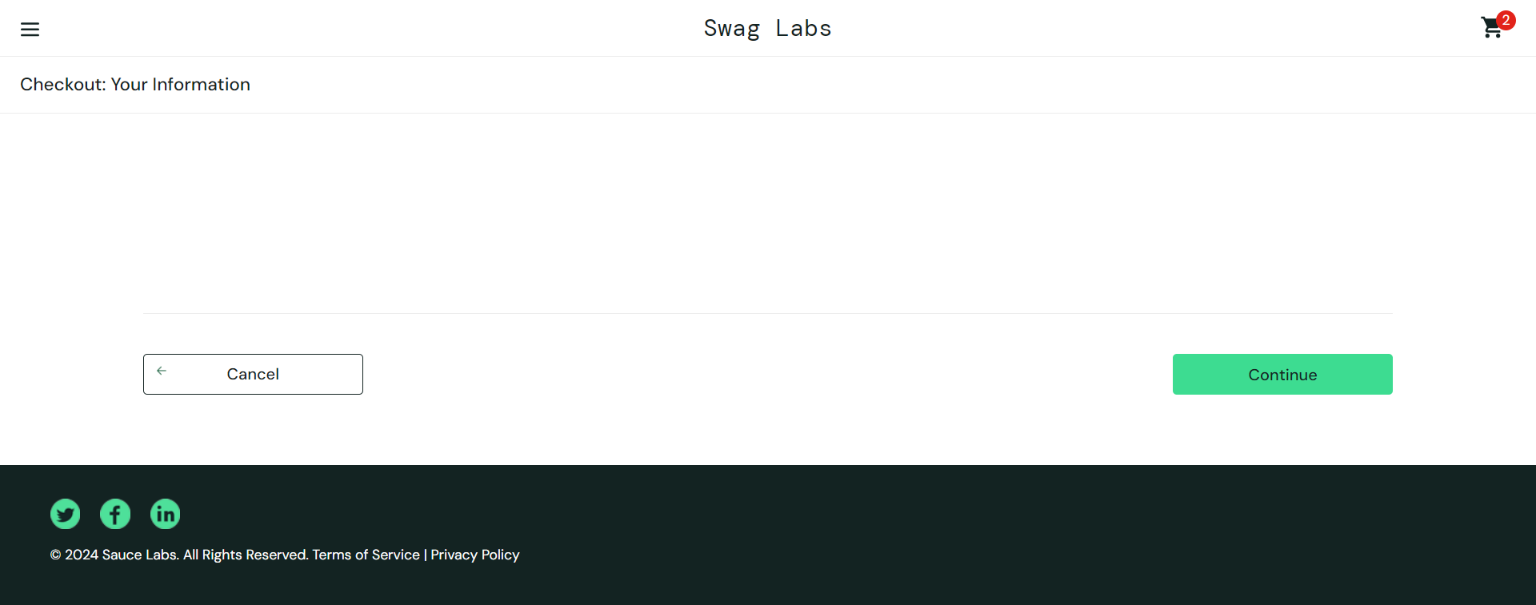 Swag Labs
2
Checkout: Your Information
Cancel
Continue
© 2024 Sauce Labs. All Rights Reserved. Terms of Service | Privacy Policy